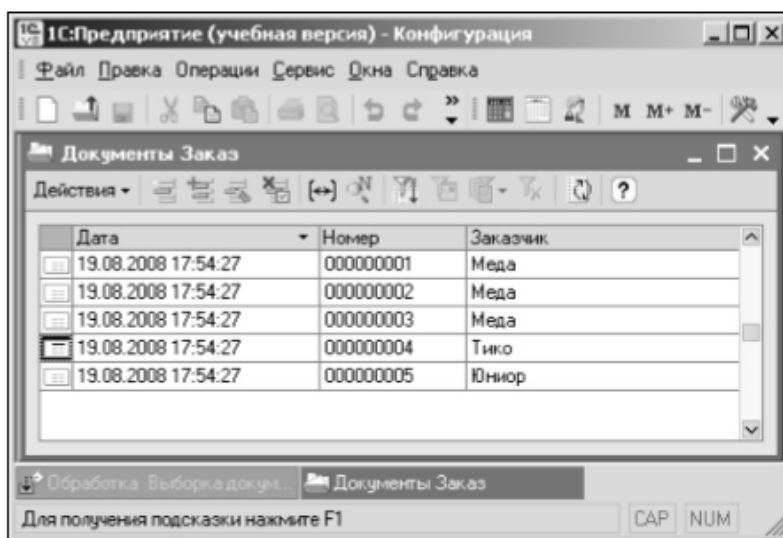 1С:Предприятие (учебная версия) - Конфигурация
Файл Правка Операции Сервис Окна Справка
M M+ M-
Документы Заказ
Действия
Дата Номер Заказчик
19.08.2008 17:54:27 000000001 Меда
19.08.2008 17:54:27 000000002 Меда
19.08.2008 17:54:27 000000003 Меда
19.08.2008 17:54:27 000000004 Тико
19.08.2008 17:54:27 000000005 Юниор
Обработка Выборка докум... Документы Заказ
Для получения подсказки нажмите F1 CAP NUM